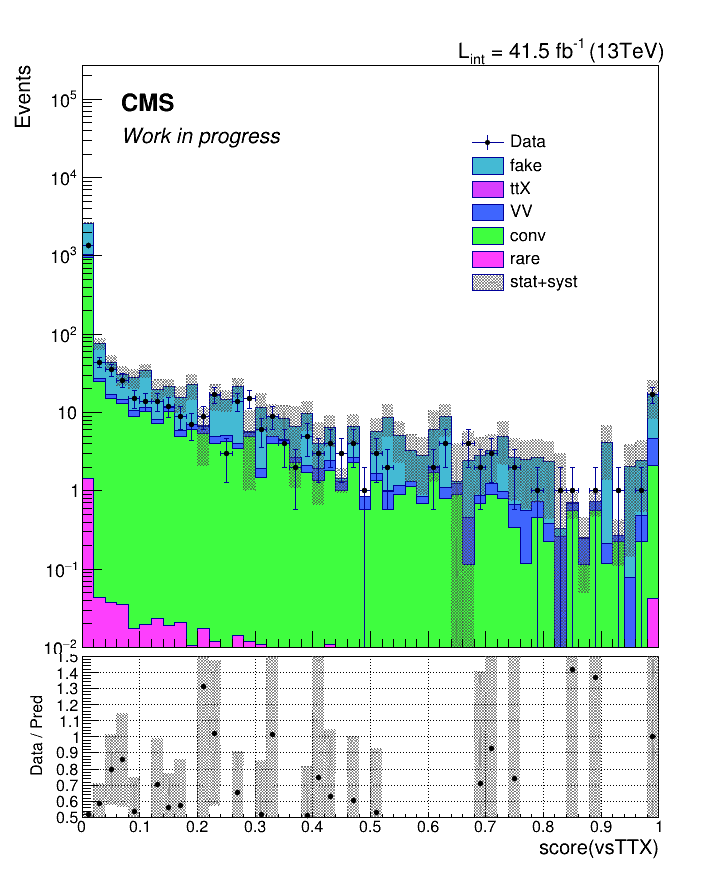 L_int = 41.5 fb^-1 (13TeV)
Events
CMS
Work in progress
Data
fake
ttX
VV
conv
rare
stat+syst
10^5
10^4
10^3
10^2
10
1
10^−1
10^−2
Data / Pred
1.5
1.4
1.3
1.2
1.1
1
0.9
0.8
0.7
0.6
0.5
0 0.1 0.2 0.3 0.4 0.5 0.6 0.7 0.8 0.9 1
score(vsTTX)